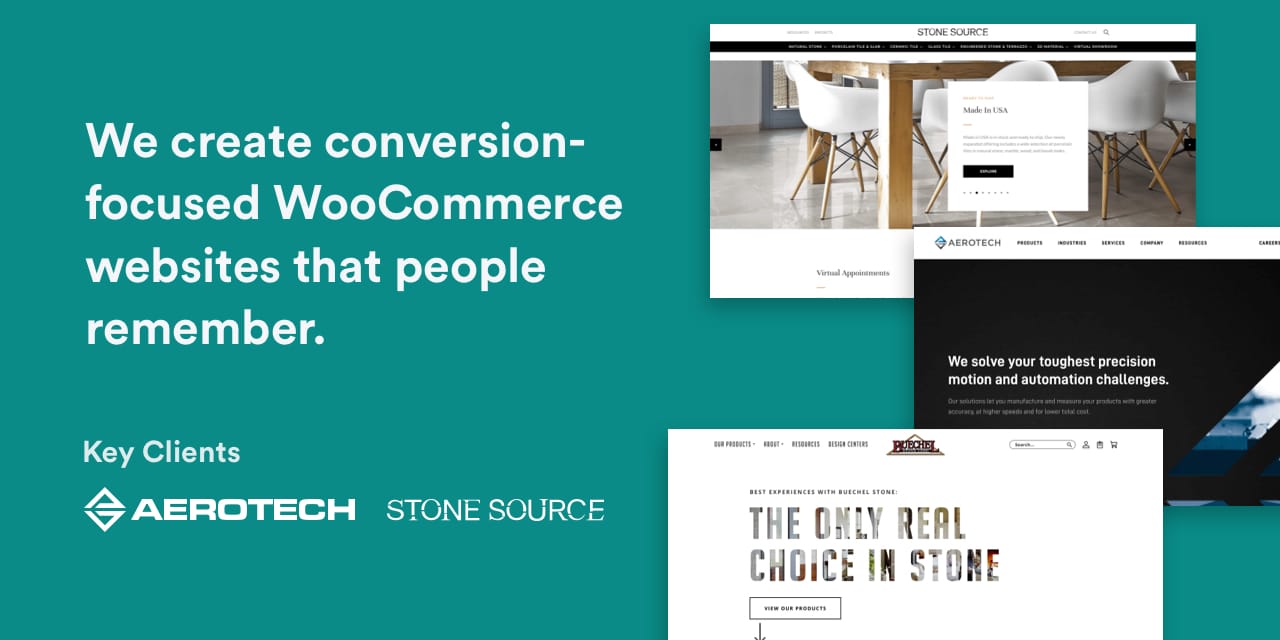 We create conversion-
focused WooCommerce
websites that people
remember.
Key Clients
AEROTECH
STONE SOURCE
STONE SOURCE
CONTACT US
NATURAL STONE PORCELAIN TILE & SLAB CERAMIC TILE GLASS TILE ENGINEERED STONE & TERRAZZO 3D MATERIAL VIRTUAL SHOWROOM
READY TO SHIP
Made In USA
EXPLORE
Virtual Appointments
AEROTECH PRODUCTS INDUSTRIES SERVICES COMPANY RESOURCES CAREERS
We solve your toughest precision
motion and automation challenges.
Our solutions let you manufacture and measure your products with greater
accuracy, at higher speeds and for lower total cost.
OUR PRODUCTS ABOUT RESOURCES DESIGN CENTERS BUECHEL Search...
BEST EXPERIENCES WITH BUECHEL STONE:
THE ONLY REAL
CHOICE IN STONE
VIEW OUR PRODUCTS